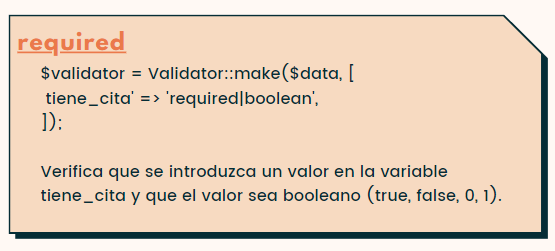 required
$validator = Validator::make($data, [
tiene_cita' => 'required|boolean',
]);
Verifica que se introduzca un valor en la variable
tiene_cita y que el valor sea booleano (true, false, 0, 1).